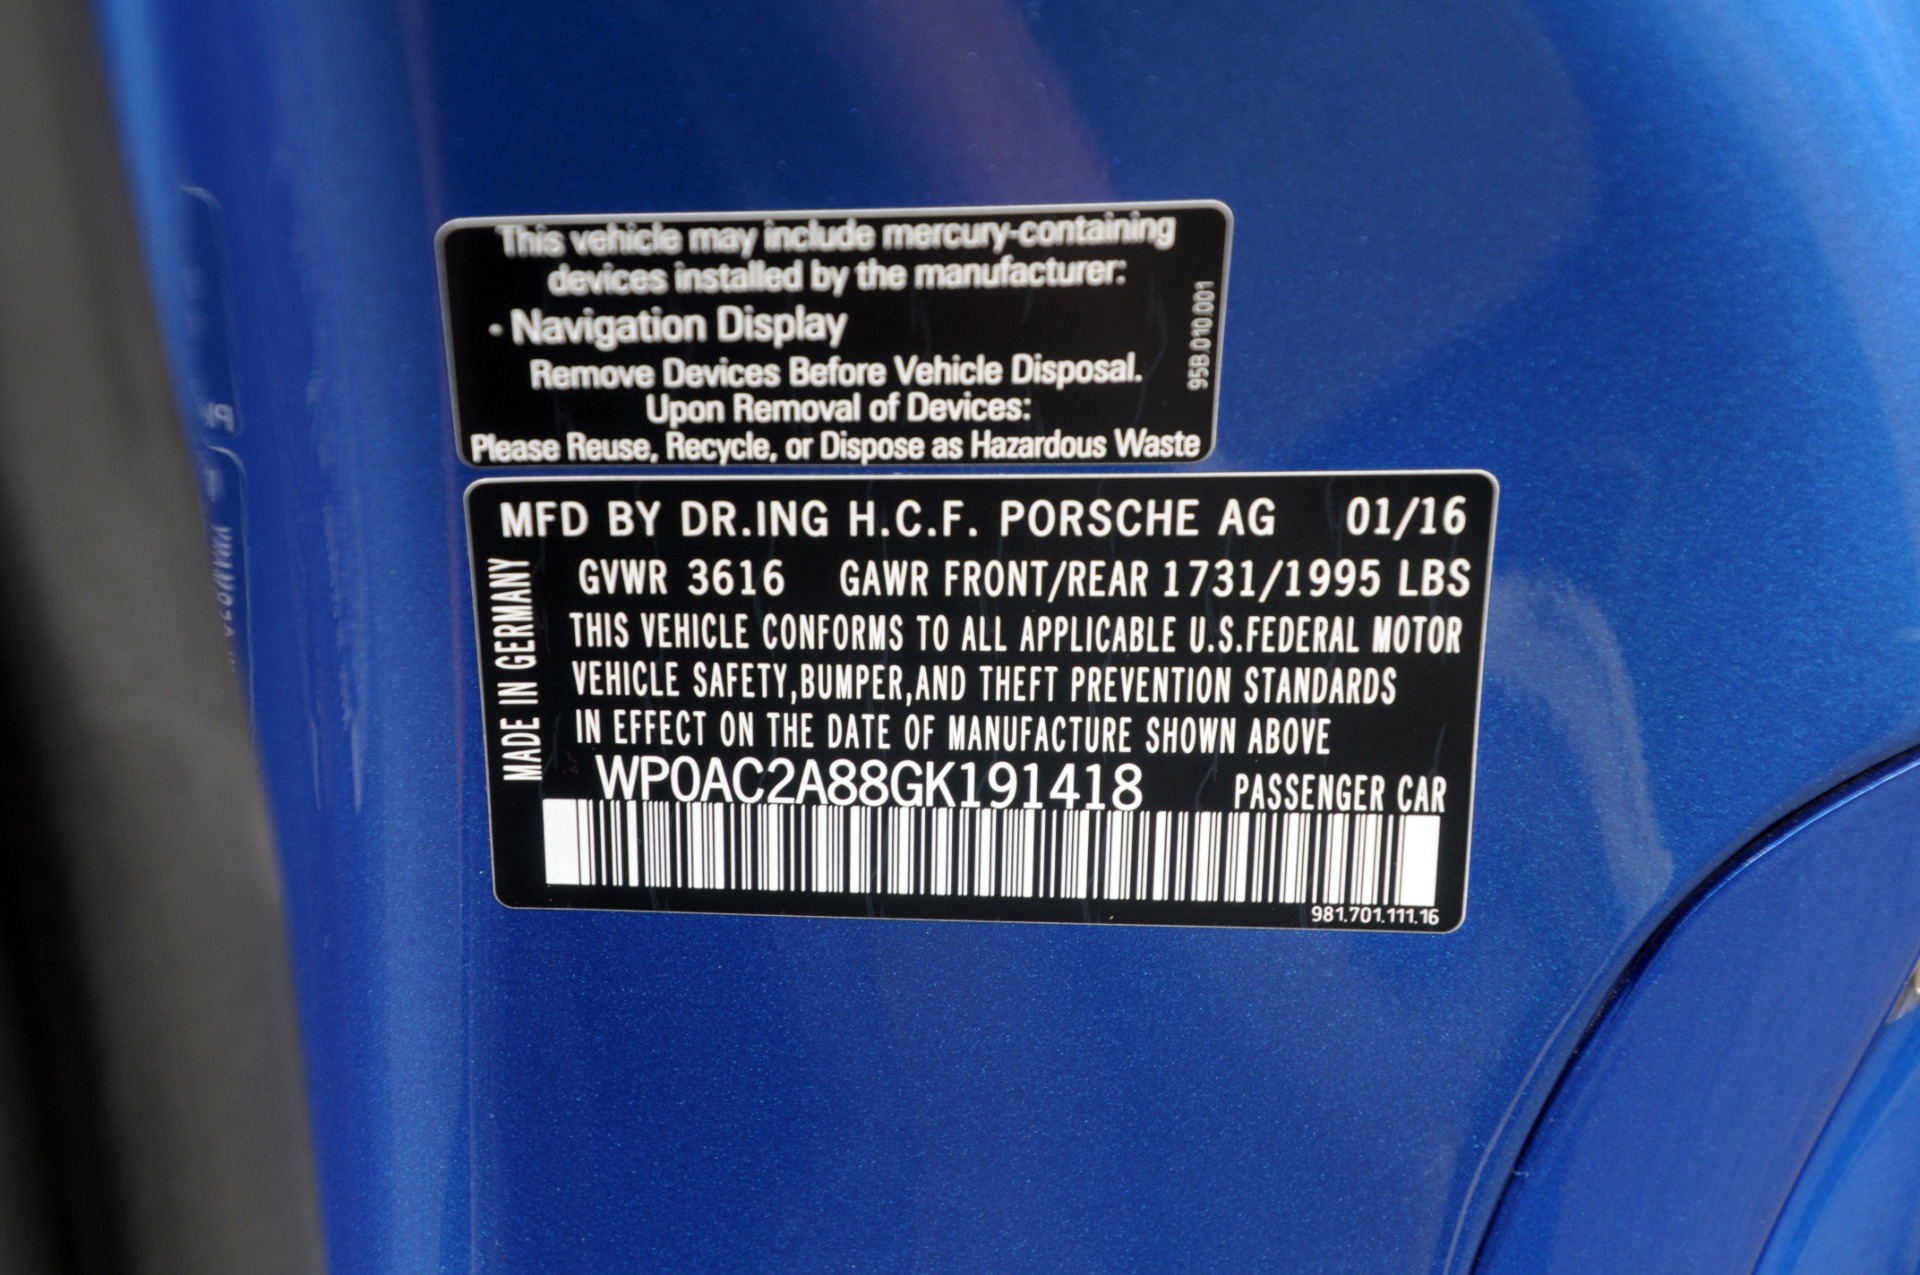 This vehicle may include mercury-containing
devices installed by the manufacturer:
· Navigation Display
Remove Devices Before Vehicle Disposal.
Upon Removal of Devices:
Please Reuse, Recycle, or Dispose as Hazardous Waste
95B.010.001
MFD BY DR.ING H.C.F. PORSCHE AG 01/16
GVWR 3616 GAWR FRONT/REAR 1731/1995 LBS
THIS VEHICLE CONFORMS TO ALL APPLICABLE U.S.FEDERAL MOTOR
VEHICLE SAFETY,BUMPER,AND THEFT PREVENTION STANDARDS
IN EFFECT ON THE DATE OF MANUFACTURE SHOWN ABOVE
WP0AC2A88GK191418 PASSENGER CAR
MADE IN GERMANY
981.701.111.16